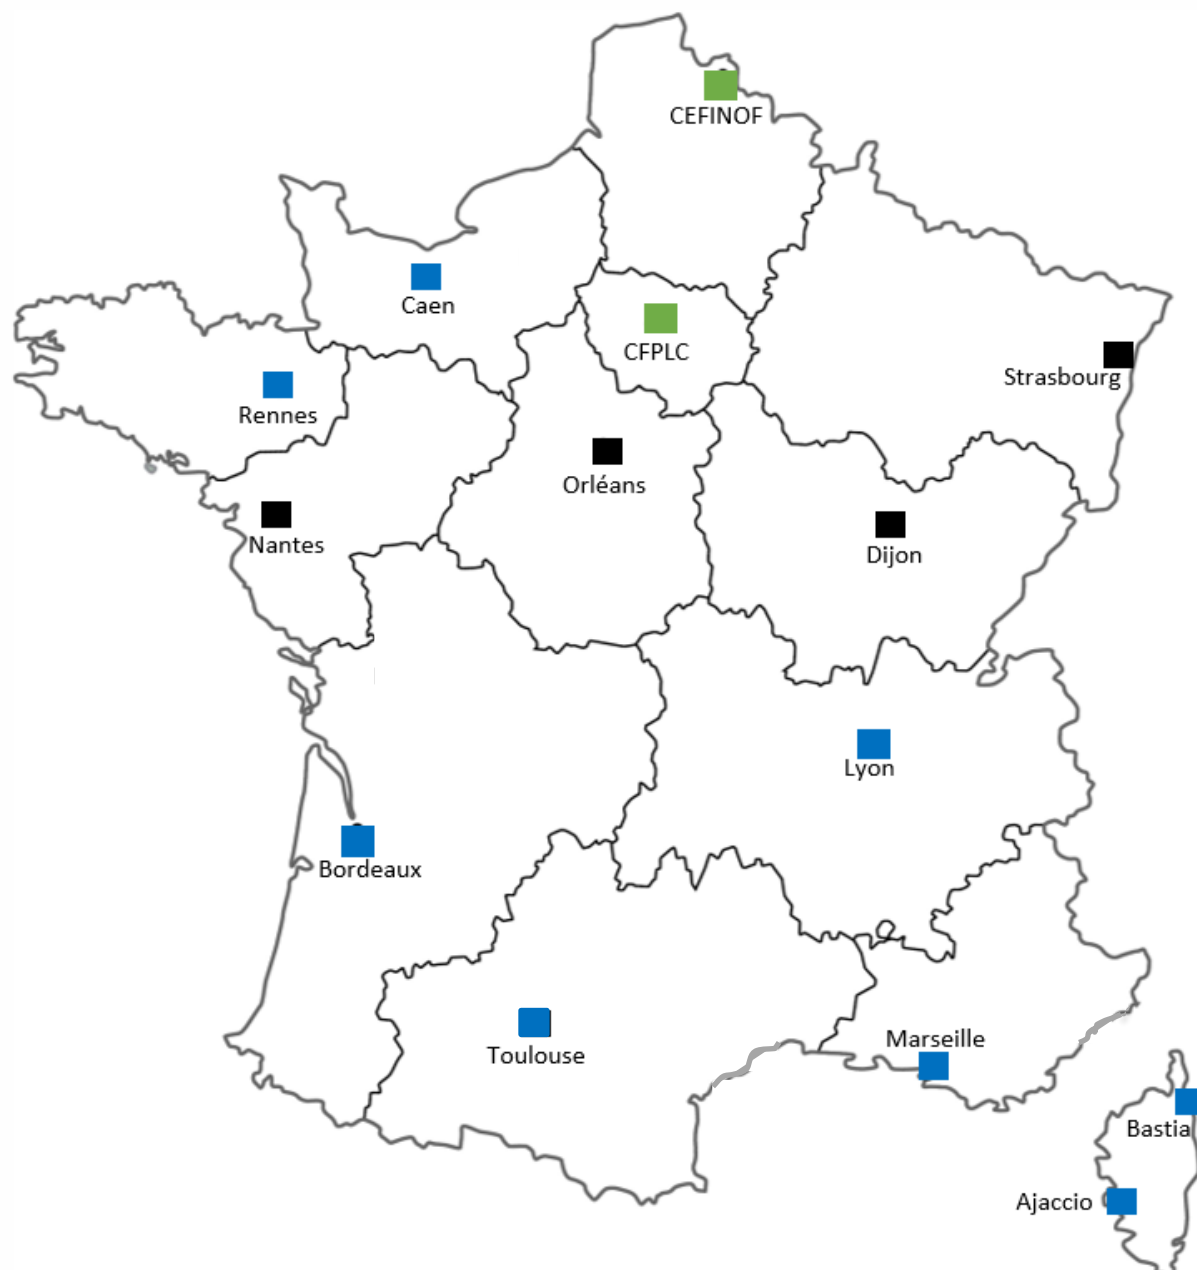 CEFINOF
Caen
CFPLC
Strasbourg
Rennes
Orléans
Nantes
Dijon
Lyon
Bordeaux
Toulouse
Marseille
Bastia
Ajaccio